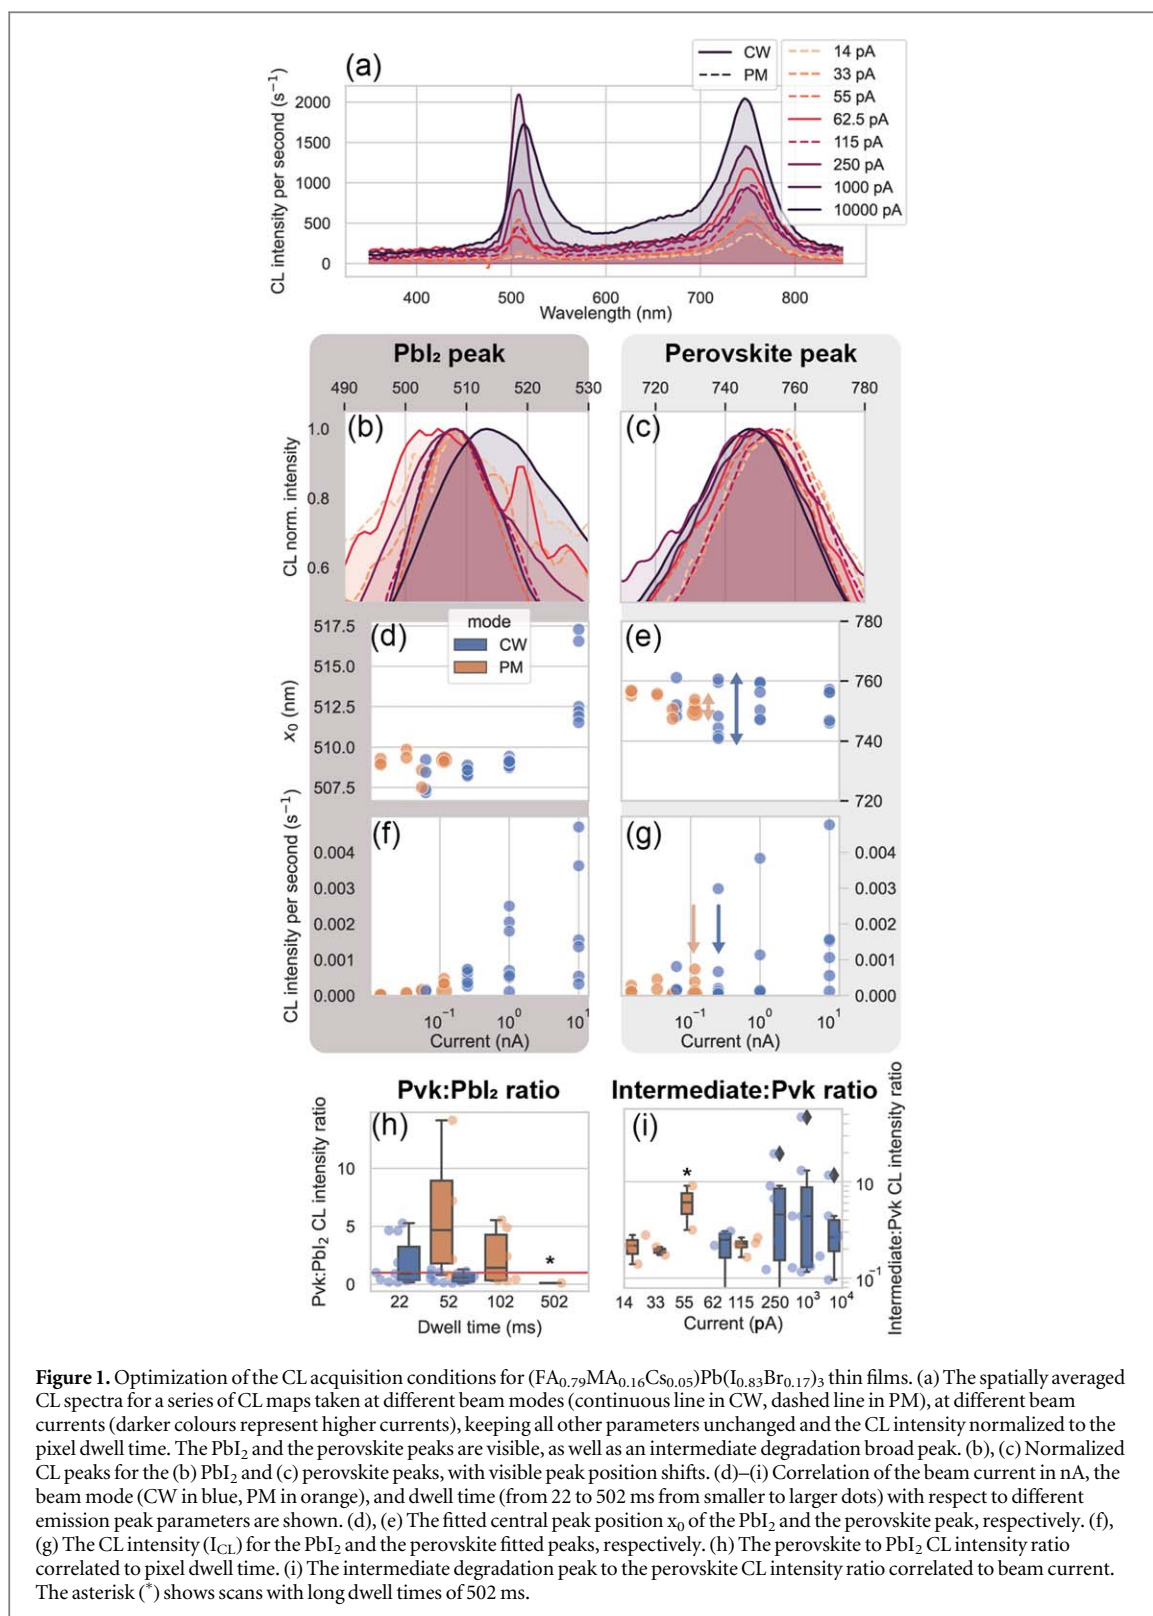 (a)
CW
PM
14 pA
33 pA
55 pA
62.5 pA
115 pA
250 pA
1000 pA
10000 pA
CL intensity per second (s⁻¹)
2000
1500
1000
500
0
400 500 600 700 800
Wavelength (nm)
PbI₂ peak
Perovskite peak
490 500 510 520 530
720 740 760 780
(b)
(c)
CL norm. intensity
1.0
0.8
0.6
mode
CW
PM
(d)
(e)
x₀ (nm)
517.5
515.0
512.5
510.0
507.5
780
760
740
720
(f)
(g)
CL intensity per second (s⁻¹)
0.004
0.003
0.002
0.001
0.000
0.004
0.003
0.002
0.001
0.000
10⁻¹ 10⁰ 10¹
10⁻¹ 10⁰ 10¹
Current (nA)
Current (nA)
Pvk:PbI₂ ratio
Intermediate:Pvk ratio
(h)
(i)
Pvk:PbI₂ CL intensity ratio
10
5
0
*
22 52 102 502
Dwell time (ms)
*
Intermediate:Pvk CL intensity ratio
10
10⁻¹
14 33 55 62 115 250 10³ 10⁴
Current (pA)
Figure 1. Optimization of the CL acquisition conditions for (FA₀.₇₉MA₀.₁₆Cs₀.₀₅)Pb(I₀.₈₃Br₀.₁₇)₃ thin films. (a) The spatially averaged
CL spectra for a series of CL maps taken at different beam modes (continuous line in CW, dashed line in PM), at different beam
currents (darker colours represent higher currents), keeping all other parameters unchanged and the CL intensity normalized to the
pixel dwell time. The PbI₂ and the perovskite peaks are visible, as well as an intermediate degradation broad peak. (b), (c) Normalized
CL peaks for the (b) PbI₂ and (c) perovskite peaks, with visible peak position shifts. (d)–(i) Correlation of the beam current in nA, the
beam mode (CW in blue, PM in orange), and dwell time (from 22 to 502 ms from smaller to larger dots) with respect to different
emission peak parameters are shown. (d), (e) The fitted central peak position x₀ of the PbI₂ and the perovskite peak, respectively. (f),
(g) The CL intensity (I_CL) for the PbI₂ and the perovskite fitted peaks, respectively. (h) The perovskite to PbI₂ CL intensity ratio
correlated to pixel dwell time. (i) The intermediate degradation peak to the perovskite CL intensity ratio correlated to beam current.
The asterisk (*) shows scans with long dwell times of 502 ms.